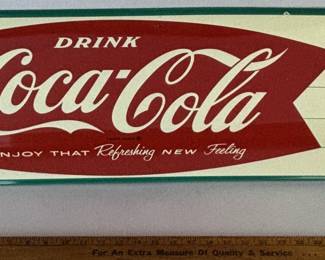 DRINK
Coca-Cola
ENJOY THAT Refreshing NEW Feeling
For An Extra Measure Of Quality & Service